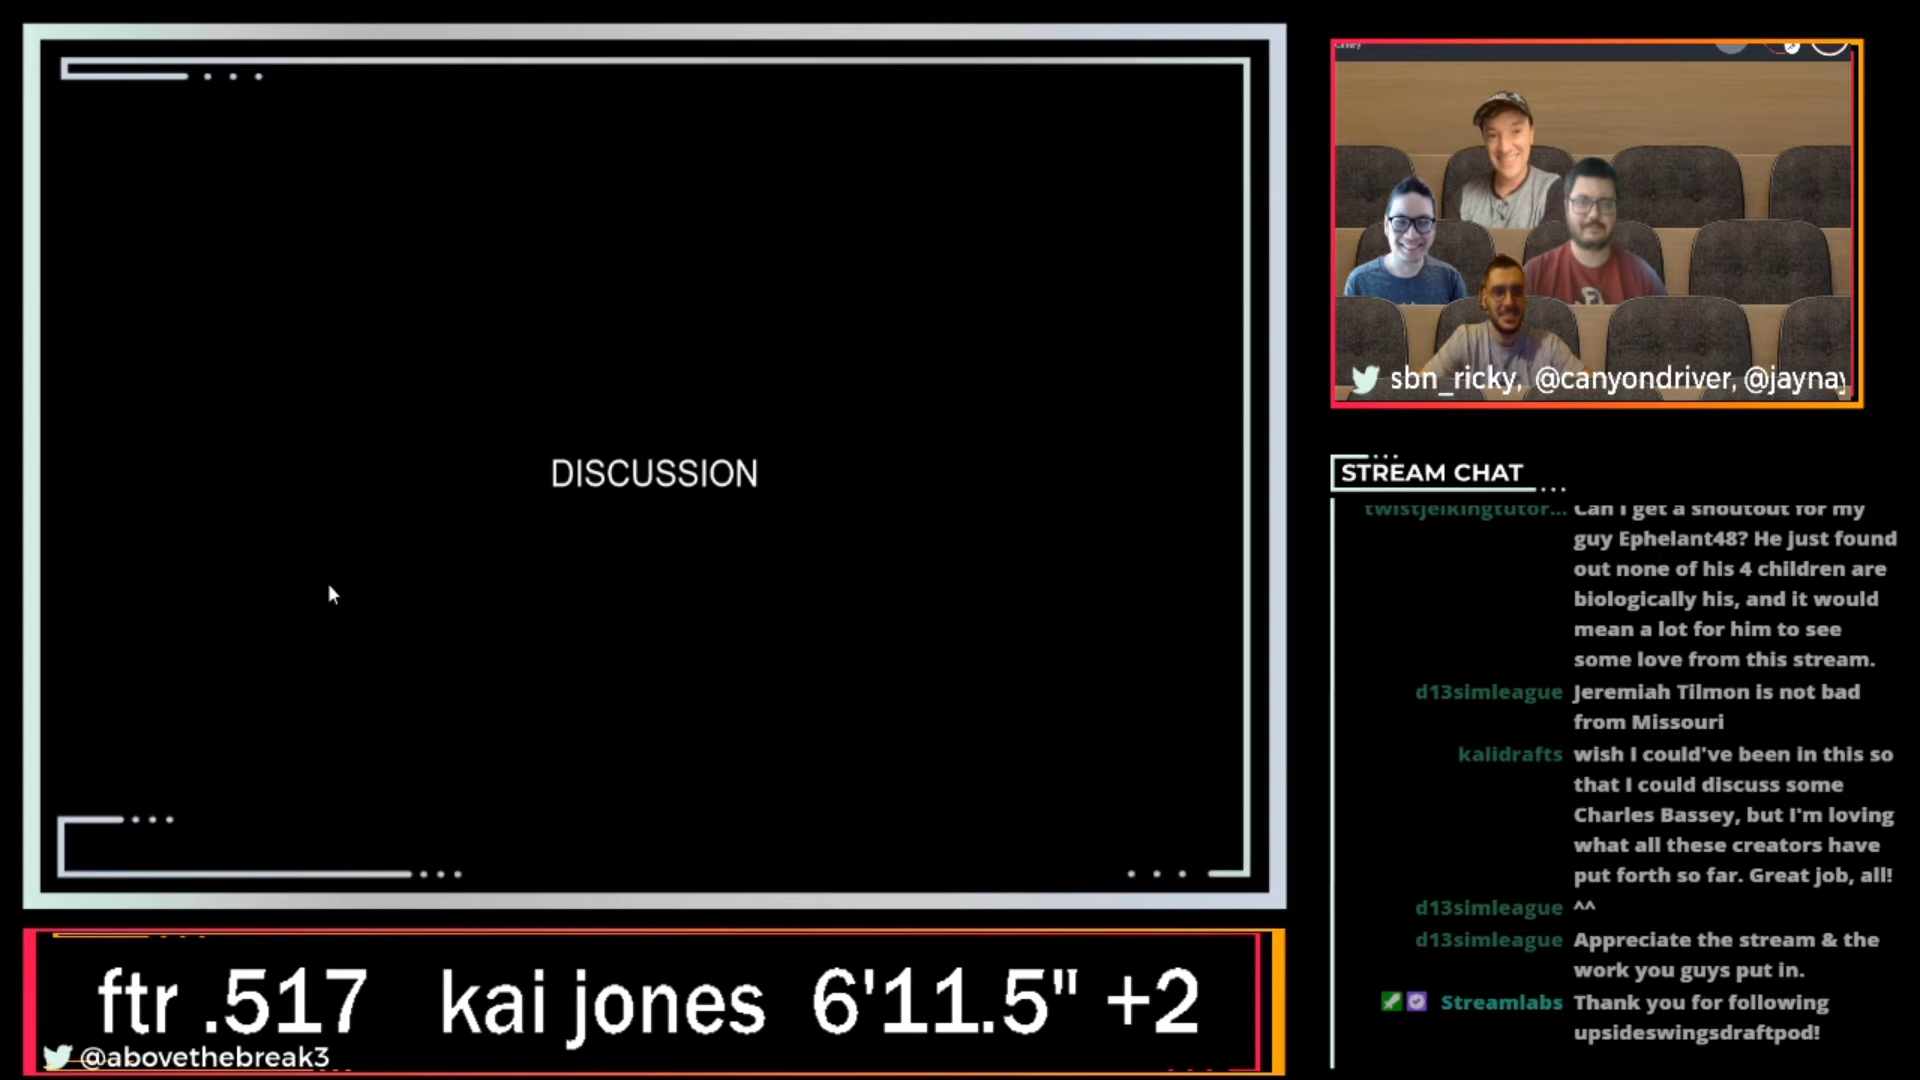 DISCUSSION
ftr .517 kai jones 6'11.5" +2
@abovethebreak3
sbn_ricky, @canyondriver, @jaynay
STREAM CHAT
twistjelkingtutor... Can I get a shoutout for my
guy Ephelant48? He just found
out none of his 4 children are
biologically his, and it would
mean a lot for him to see
some love from this stream.
d13simleague Jeremiah Tilmon is not bad
from Missouri
kalidrafts wish I could've been in this so
that I could discuss some
Charles Bassey, but I'm loving
what all these creators have
put forth so far. Great job, all!
d13simleague ^^
d13simleague Appreciate the stream & the
work you guys put in.
Streamlabs Thank you for following
upsideswingsdraftpod!